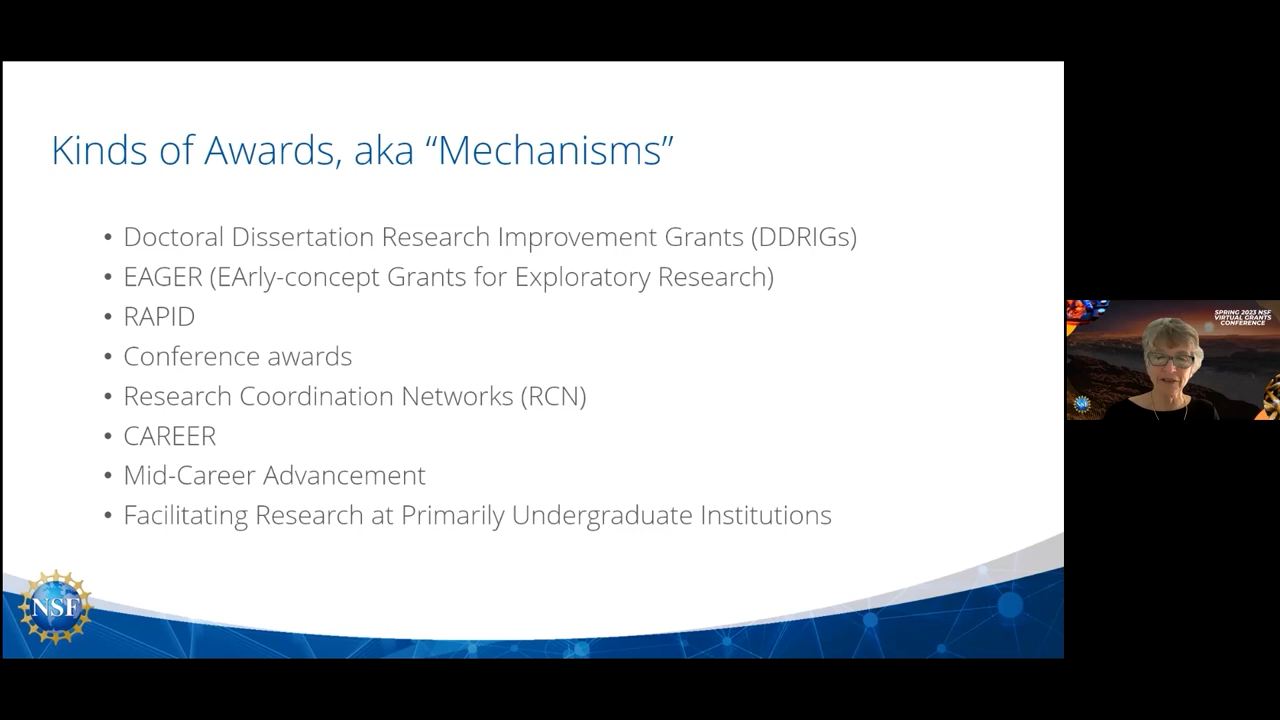 Kinds of Awards, aka “Mechanisms”
• Doctoral Dissertation Research Improvement Grants (DDRIGs)
• EAGER (EArly-concept Grants for Exploratory Research)
• RAPID
• Conference awards
• Research Coordination Networks (RCN)
• CAREER
• Mid-Career Advancement
• Facilitating Research at Primarily Undergraduate Institutions
NSF
SPRING 2023 NSF
VIRTUAL GRANTS
CONFERENCE
NSF